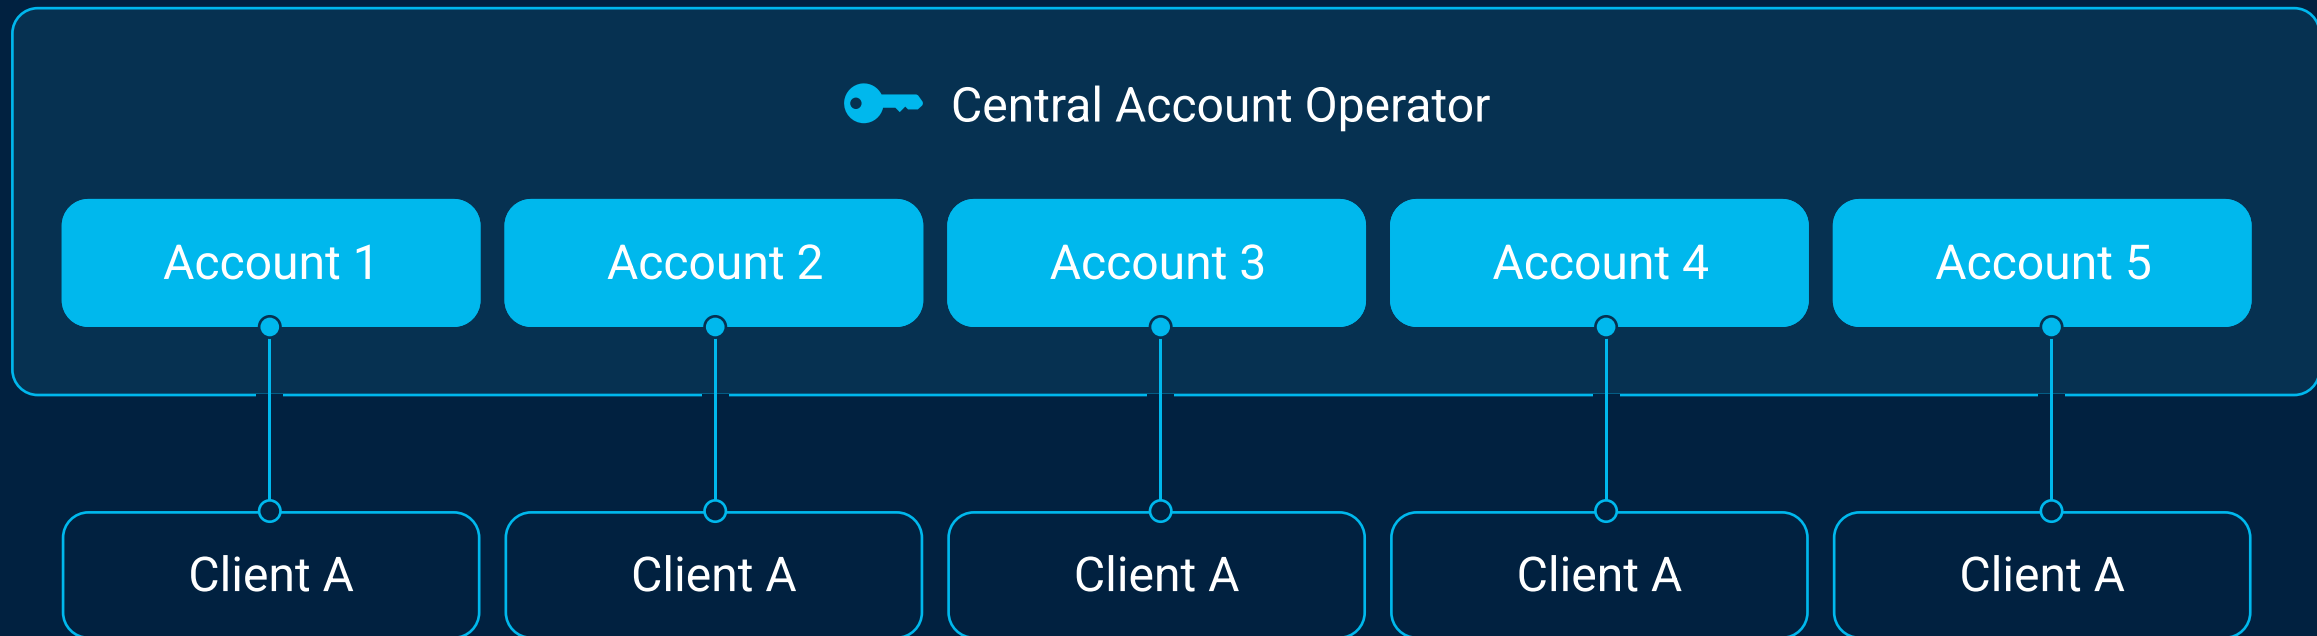 Central Account Operator
Account 1
Account 2
Account 3
Account 4
Account 5
Client A
Client A
Client A
Client A
Client A